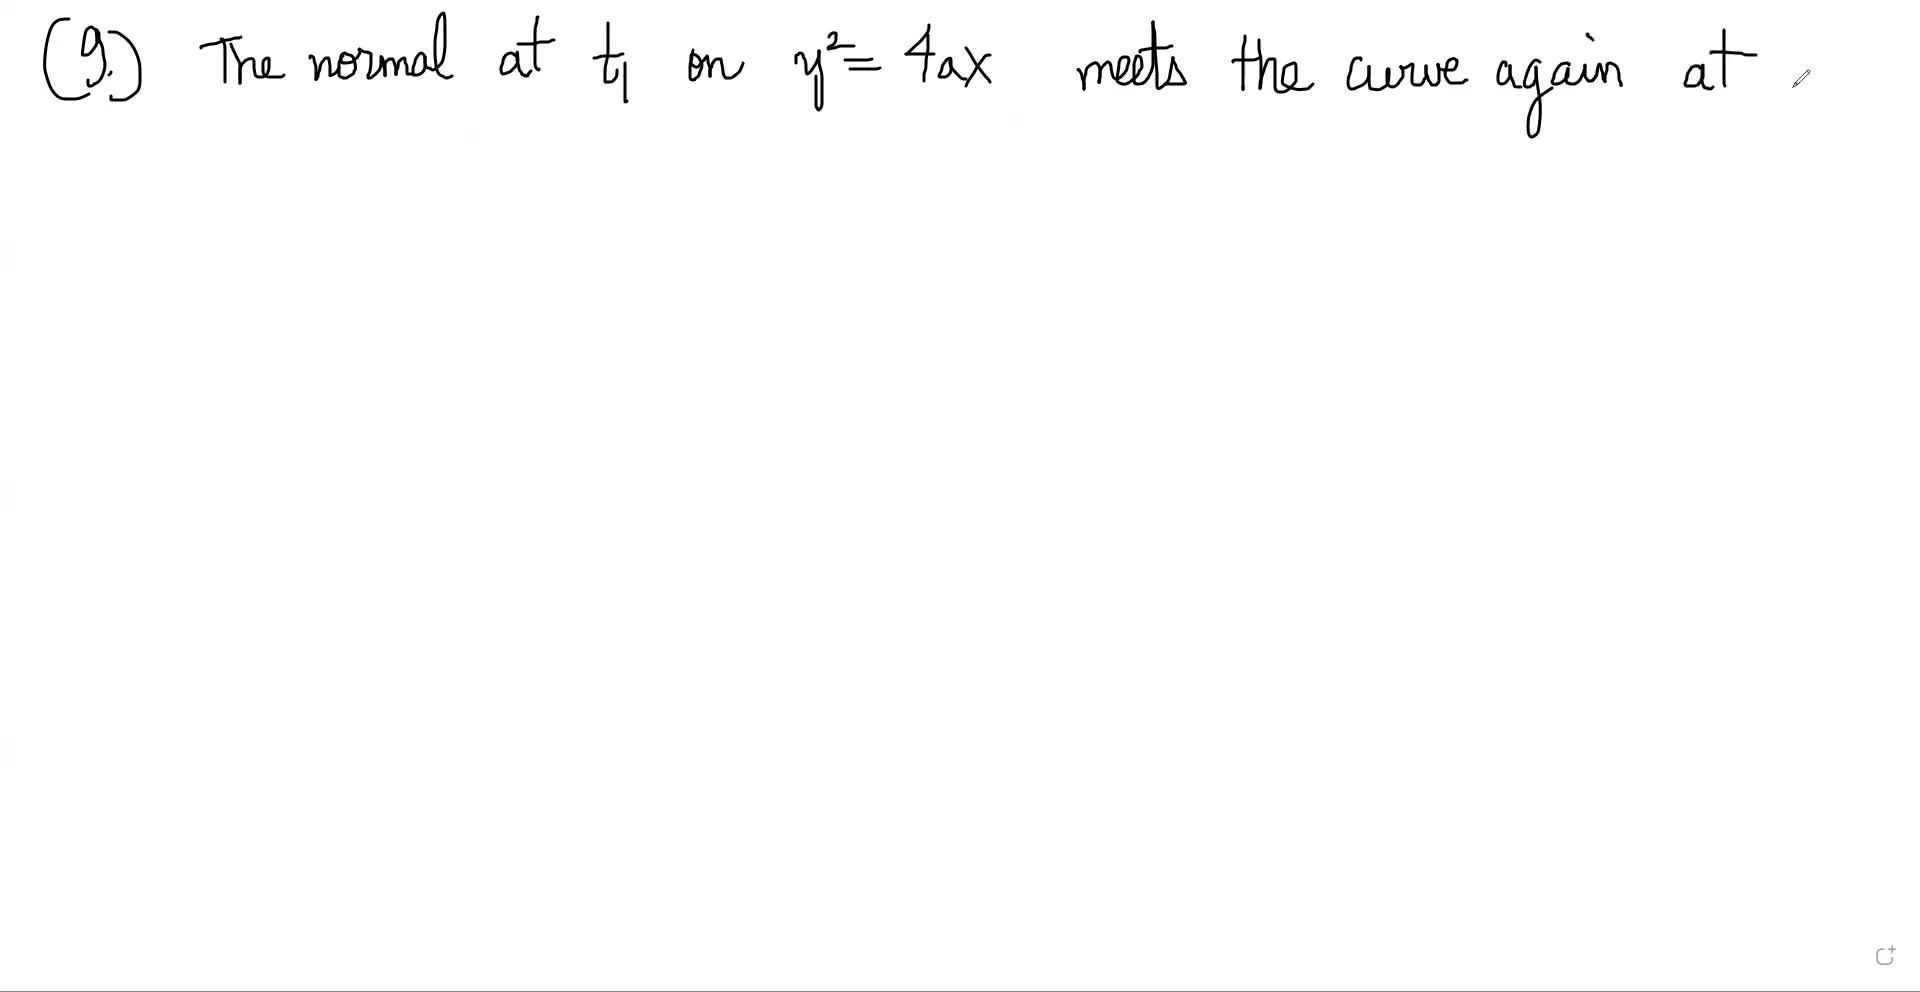 (9.) The normal at t₁ on y² = 4ax meets the curve again at